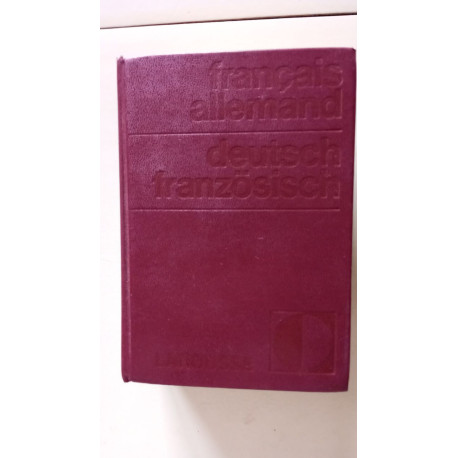 français
allemand
deutsch
französisch
LAROUSSE